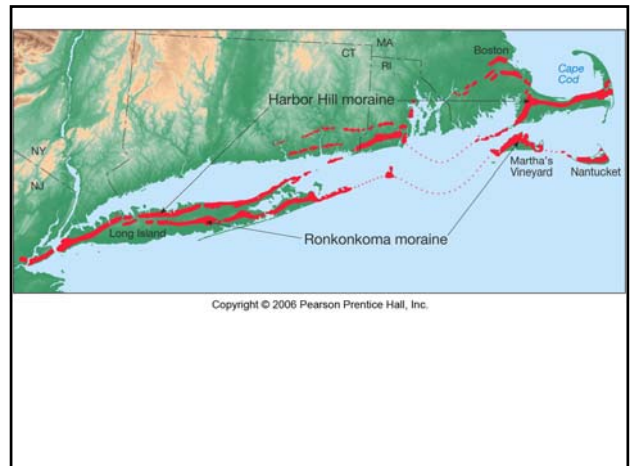 MA
CT
RI
Boston
Cape
Cod
Harbor Hill moraine
NY
NJ
Martha's
Vineyard
Nantucket
Long Island
Ronkonkoma moraine
Copyright © 2006 Pearson Prentice Hall, Inc.